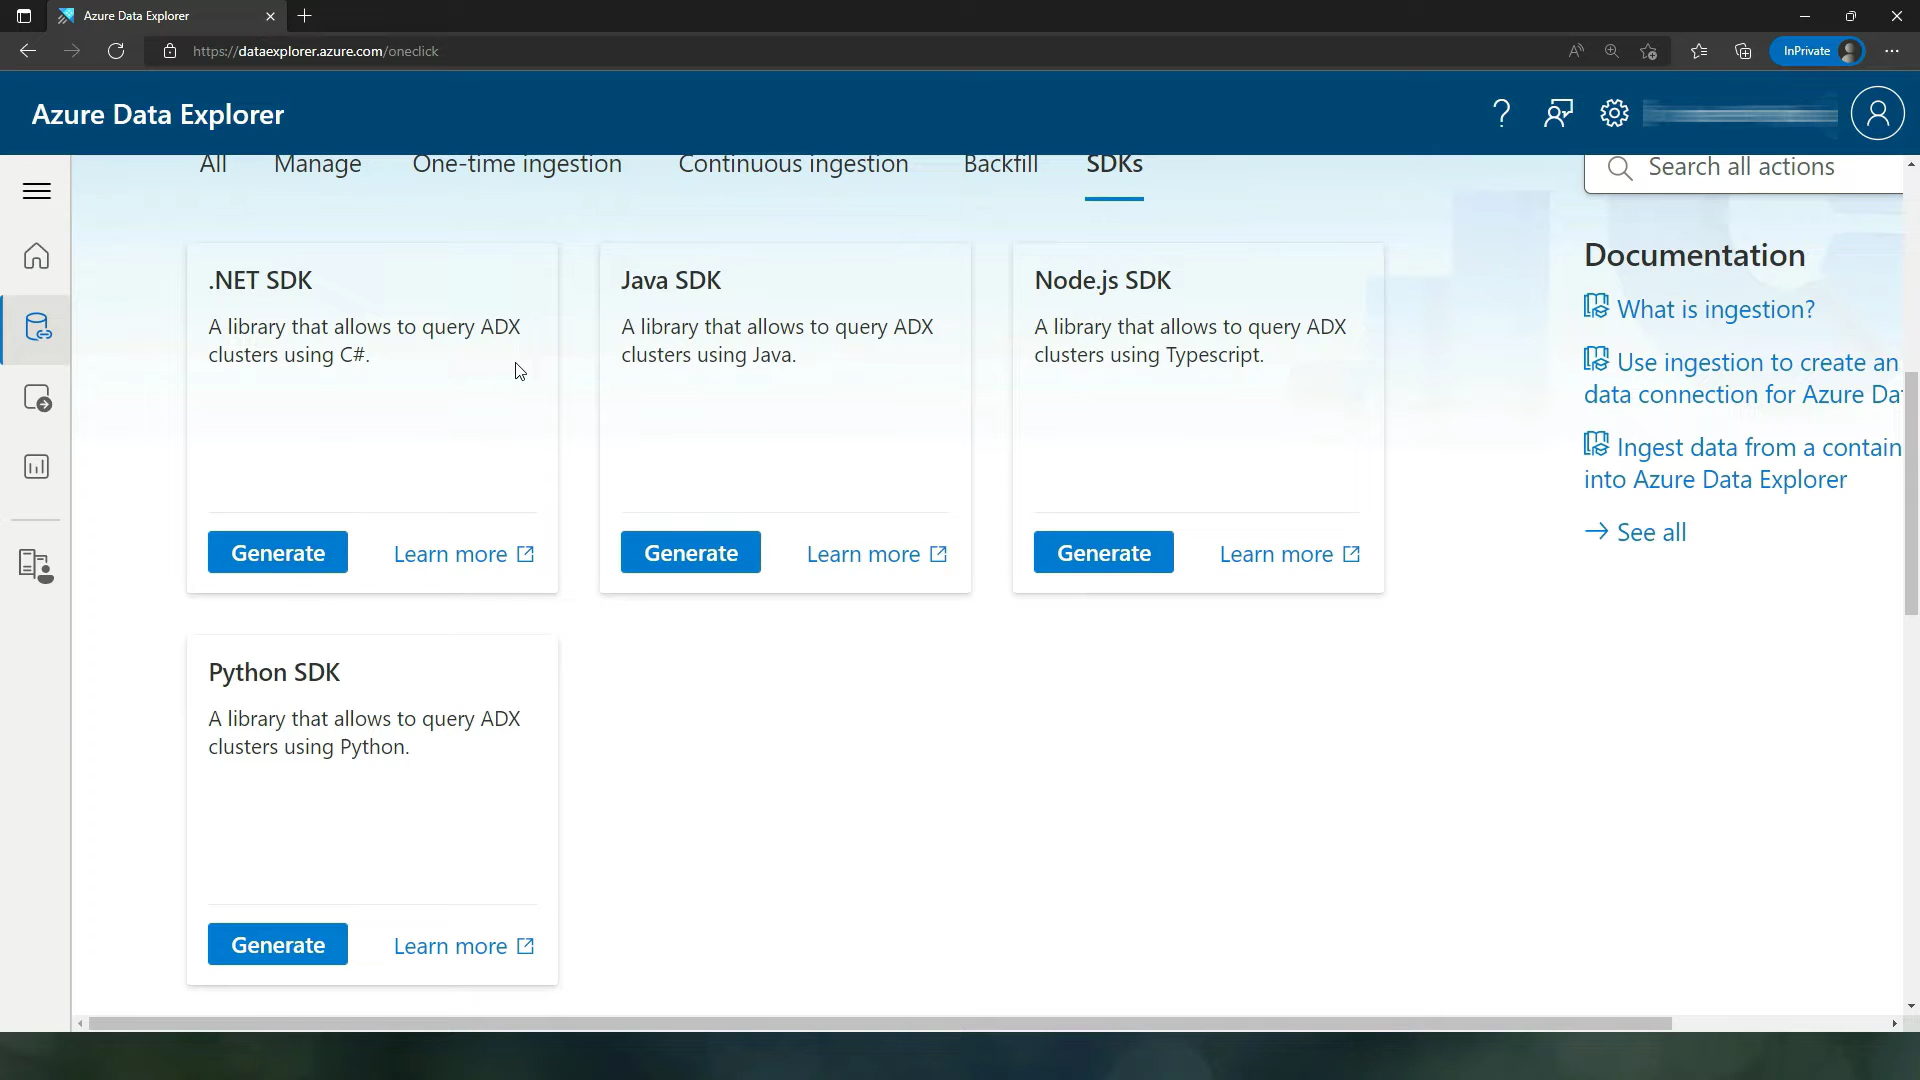 Azure Data Explorer
https://dataexplorer.azure.com/oneclick
InPrivate
Azure Data Explorer
All Manage One-time ingestion Continuous ingestion Backfill SDKs
Search all actions
.NET SDK
A library that allows to query ADX
clusters using C#.
Generate Learn more
Java SDK
A library that allows to query ADX
clusters using Java.
Generate Learn more
Node.js SDK
A library that allows to query ADX
clusters using Typescript.
Generate Learn more
Documentation
What is ingestion?
Use ingestion to create an
data connection for Azure Da
Ingest data from a contain
into Azure Data Explorer
See all
Python SDK
A library that allows to query ADX
clusters using Python.
Generate Learn more